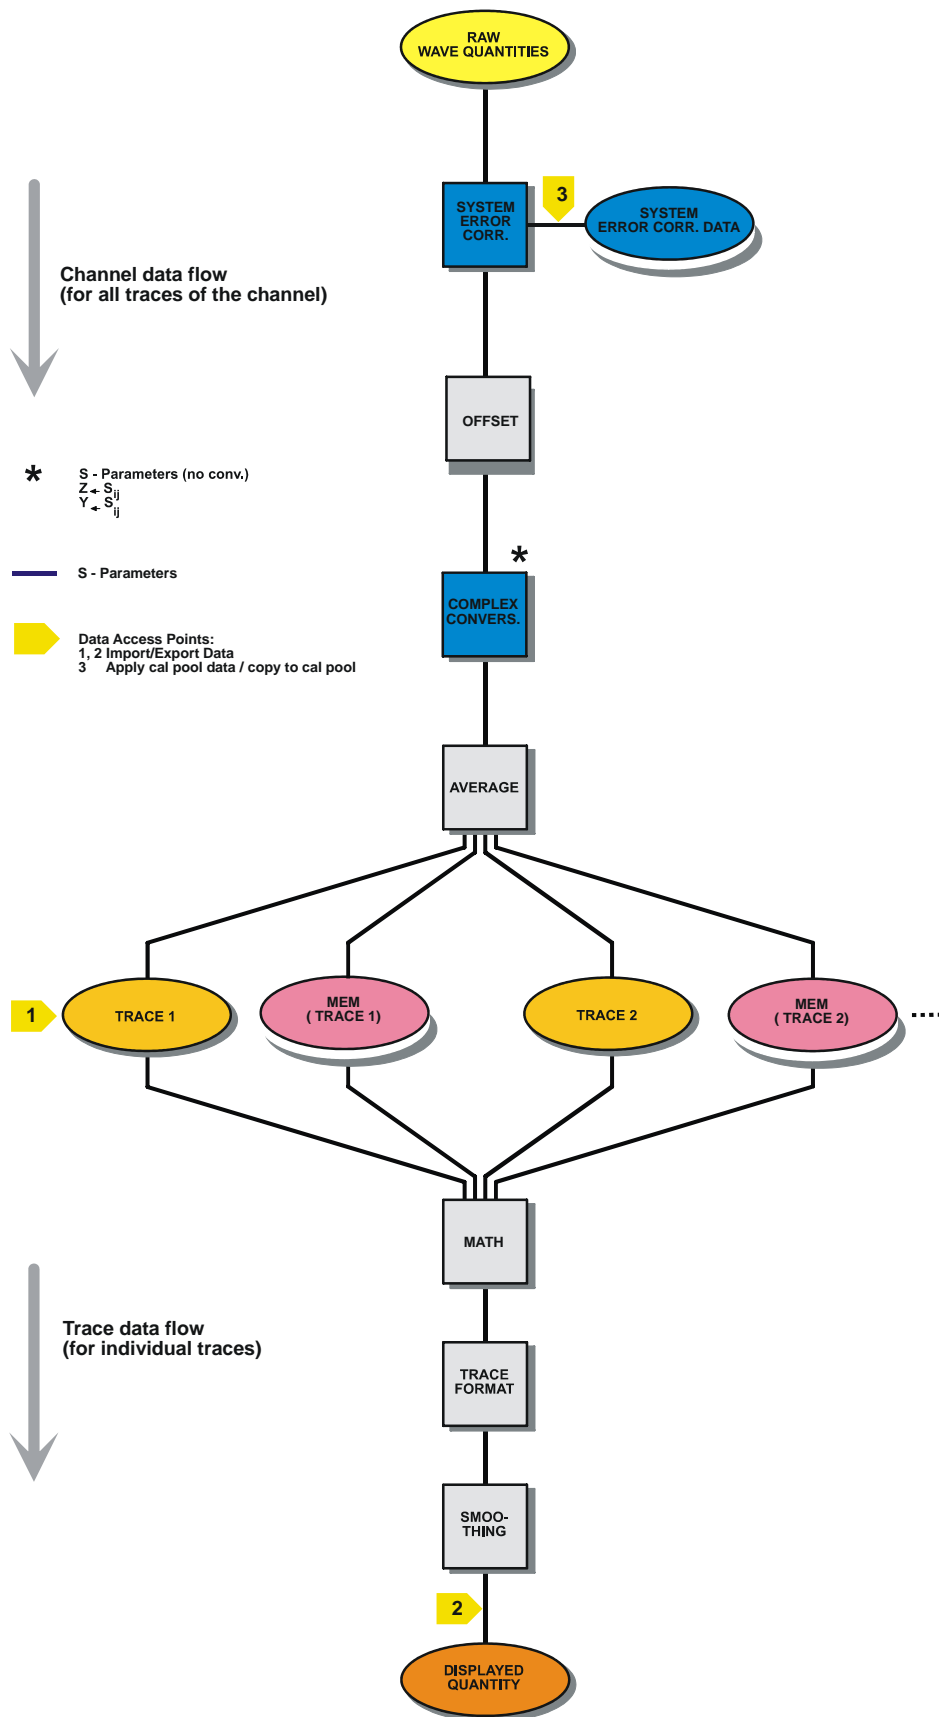 RAW
WAVE QUANTITIES
3
SYSTEM
ERROR
CORR.
SYSTEM
ERROR CORR. DATA
Channel data flow
(for all traces of the channel)
OFFSET
*
S - Parameters (no conv.)
Z ← Sij
Y ← Sij
*
S - Parameters
COMPLEX
CONVERS.
Data Access Points:
1, 2 Import/Export Data
3 Apply cal pool data / copy to cal pool
AVERAGE
1
TRACE 1
MEM
( TRACE 1)
TRACE 2
MEM
( TRACE 2)
MATH
Trace data flow
(for individual traces)
TRACE
FORMAT
SMOO-
THING
2
DISPLAYED
QUANTITY